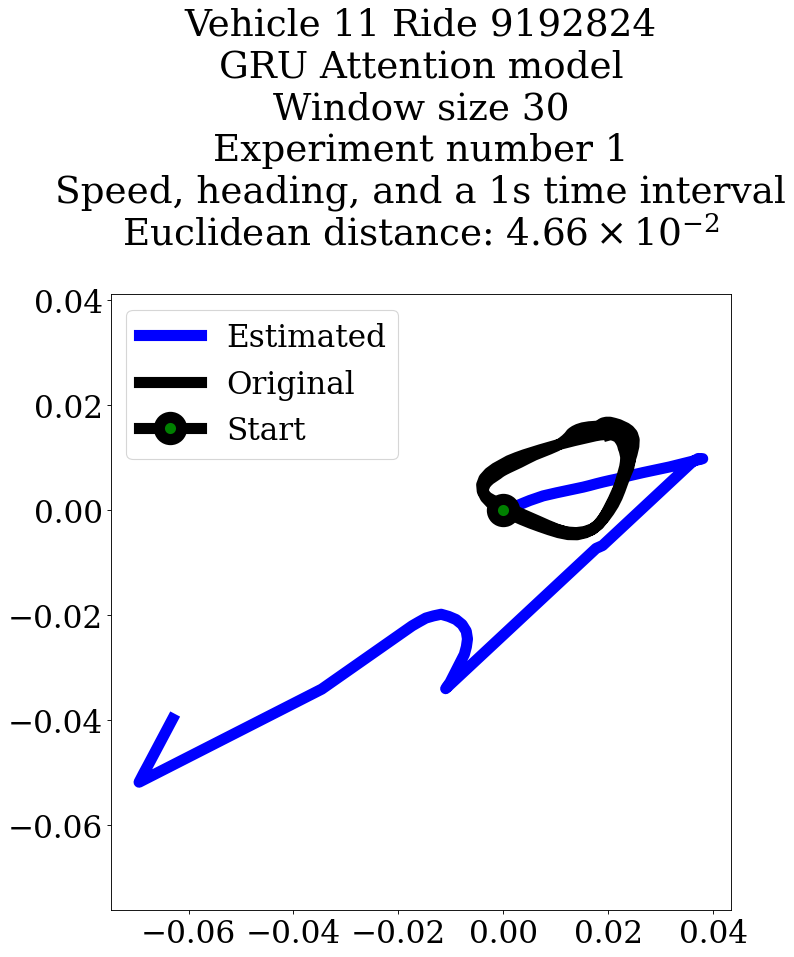 Vehicle 11 Ride 9192824
GRU Attention model
Window size 30
Experiment number 1
Speed, heading, and a 1s time interval
Euclidean distance: 4.66 × 10⁻²
0.04
0.02
0.00
−0.02
−0.04
−0.06
Estimated
Original
Start
−0.06 −0.04 −0.02 0.00 0.02 0.04